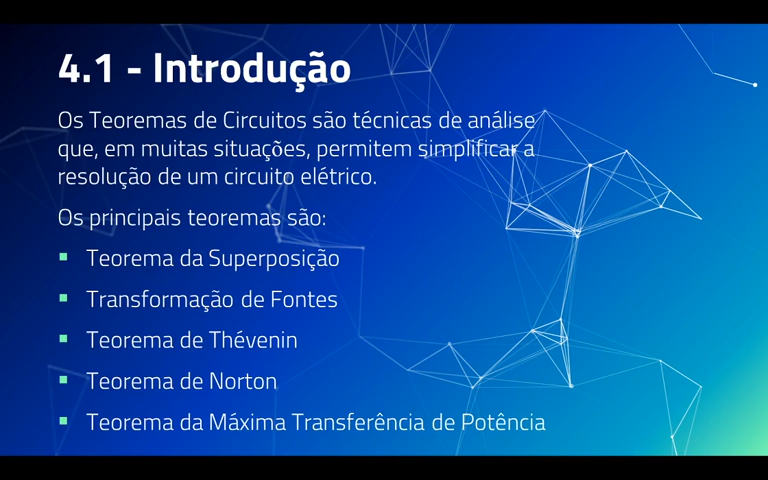 4.1 - Introdução
Os Teoremas de Circuitos são técnicas de análise
que, em muitas situações, permitem simplificar a
resolução de um circuito elétrico.
Os principais teoremas são:
Teorema da Superposição
Transformação de Fontes
Teorema de Thévenin
Teorema de Norton
Teorema da Máxima Transferência de Potência